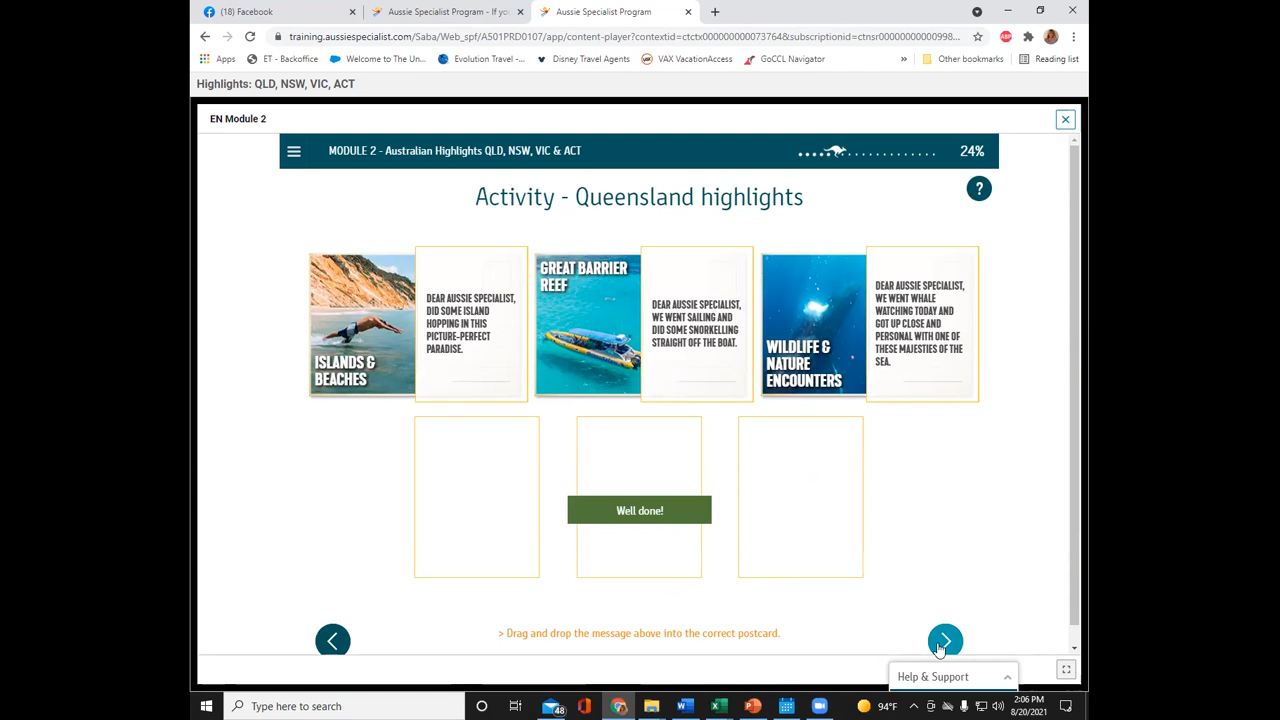 (18) Facebook
Aussie Specialist Program - If yo
Aussie Specialist Program
training.aussiespecialist.com/Saba/Web_spf/A501PRD0107/app/content-player?contextid=ctctx000000000073764&subscriptionid=ctnsr00000000000998...
Apps
ET - Backoffice
Welcome to The Un...
Evolution Travel -...
Disney Travel Agents
VAX VacationAccess
GoCCL Navigator
»
Other bookmarks
Reading list
Highlights: QLD, NSW, VIC, ACT
EN Module 2
MODULE 2 - Australian Highlights QLD, NSW, VIC & ACT
24%
Activity - Queensland highlights
?
ISLANDS &
BEACHES
DEAR AUSSIE SPECIALIST,
DID SOME ISLAND
HOPPING IN THIS
PICTURE-PERFECT
PARADISE.
GREAT BARRIER
REEF
DEAR AUSSIE SPECIALIST,
WE WENT SAILING AND
DID SOME SNORKELLING
STRAIGHT OFF THE BOAT.
WILDLIFE &
NATURE
ENCOUNTERS
DEAR AUSSIE SPECIALIST,
WE WENT WHALE
WATCHING TODAY AND
GOT UP CLOSE AND
PERSONAL WITH ONE OF
THESE MAJESTIES OF THE
SEA.
Well done!
> Drag and drop the message above into the correct postcard.
Help & Support
Type here to search
48
94°F
2:06 PM
8/20/2021